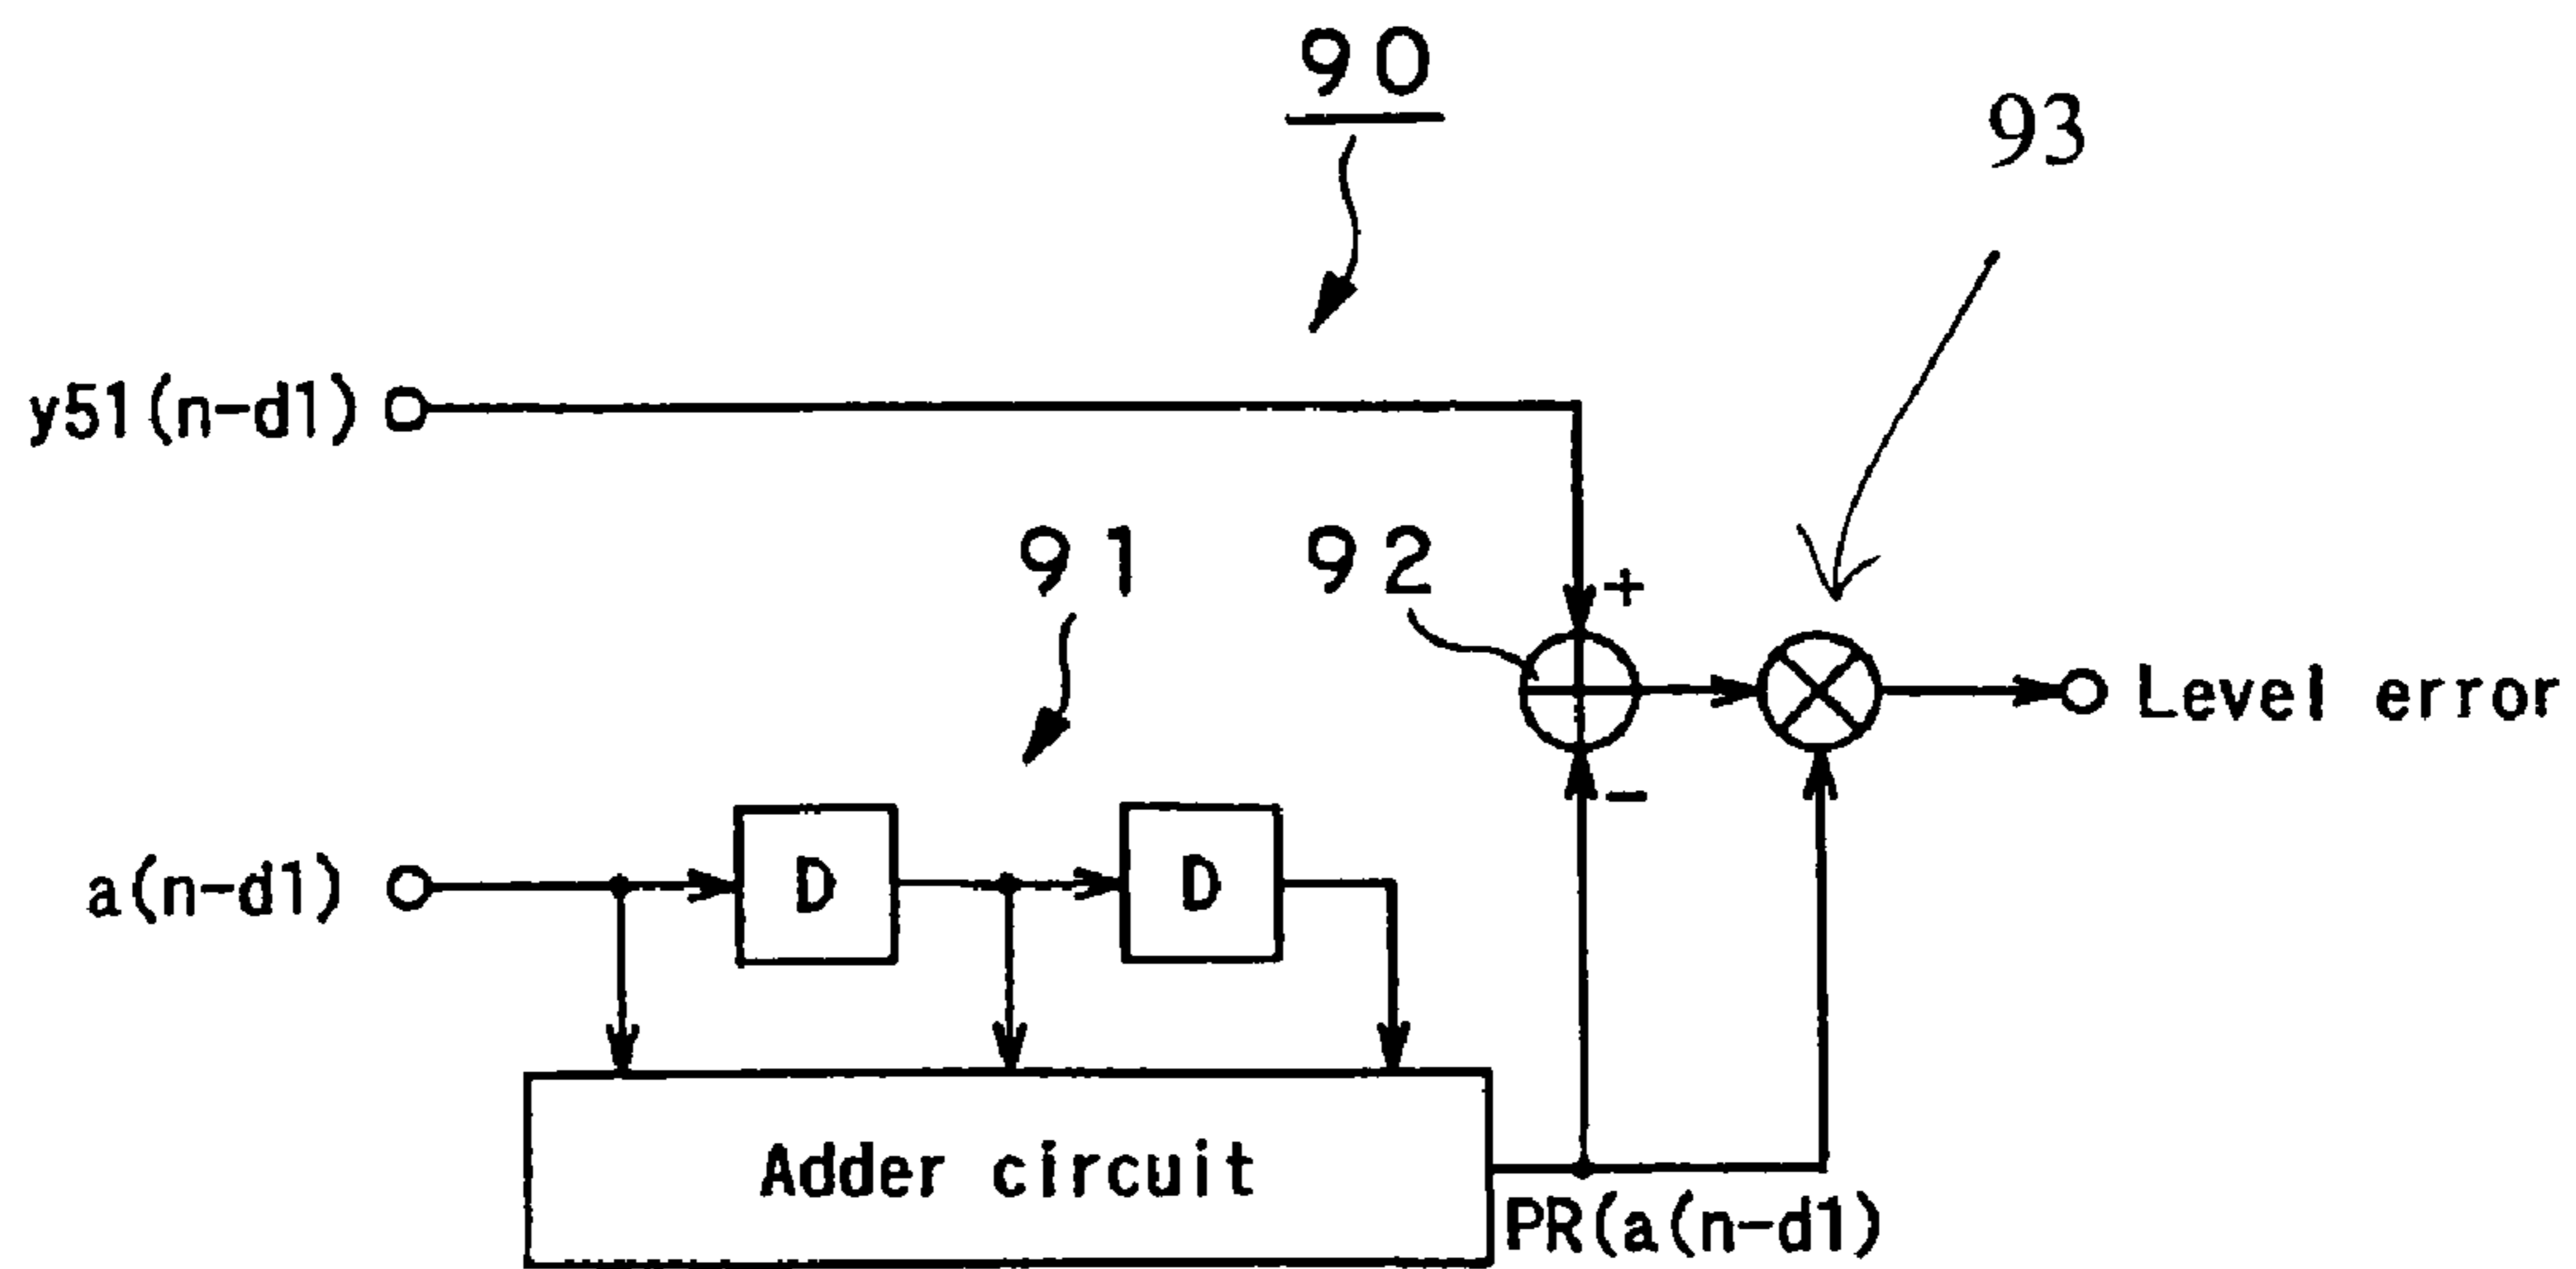 90
93
y51(n-d1)
91
92
+
Level error
-
a(n-d1)
D
D
Adder circuit
PR(a(n-d1)